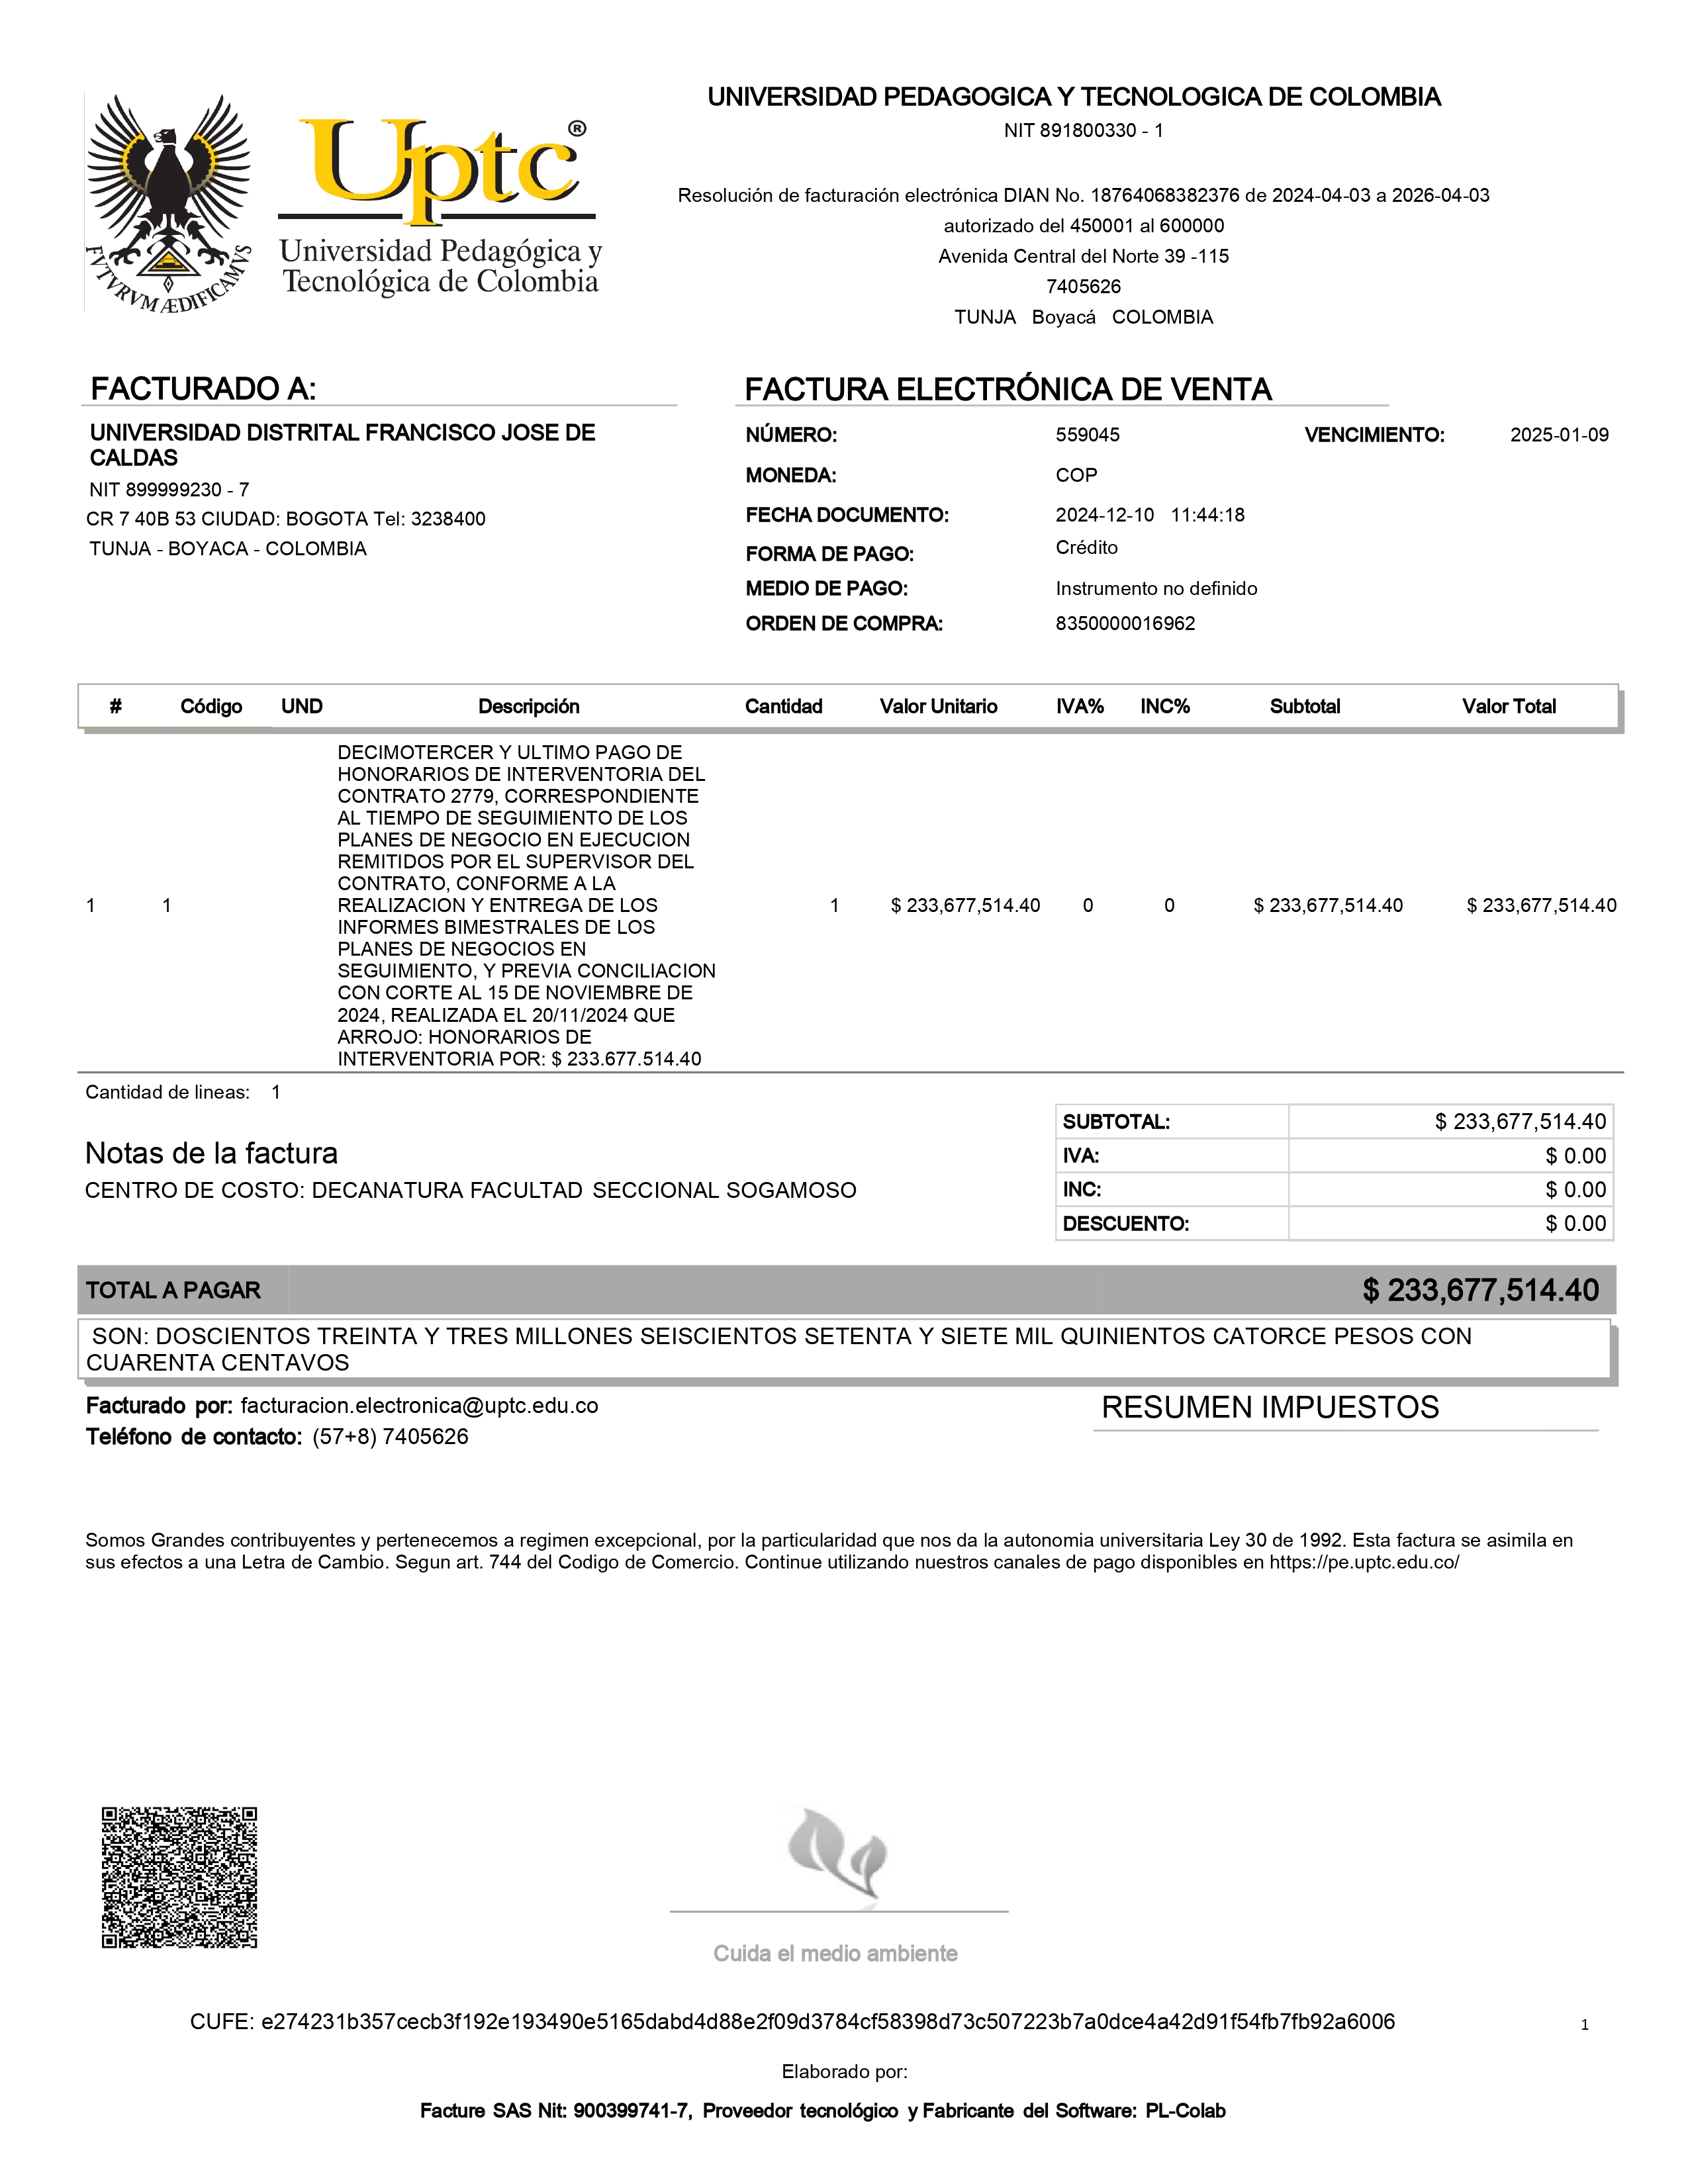 Uptc®
Universidad Pedagógica y
Tecnológica de Colombia
FVTVRVM ÆDIFICAMVS
UNIVERSIDAD PEDAGOGICA Y TECNOLOGICA DE COLOMBIA
NIT 891800330 - 1
Resolución de facturación electrónica DIAN No. 18764068382376 de 2024-04-03 a 2026-04-03
autorizado del 450001 al 600000
Avenida Central del Norte 39 -115
7405626
TUNJA Boyacá COLOMBIA
FACTURADO A:
UNIVERSIDAD DISTRITAL FRANCISCO JOSE DE
CALDAS
NIT 899999230 - 7
CR 7 40B 53 CIUDAD: BOGOTA Tel: 3238400
TUNJA - BOYACA - COLOMBIA
FACTURA ELECTRÓNICA DE VENTA
NÚMERO: 559045 VENCIMIENTO: 2025-01-09
MONEDA: COP
FECHA DOCUMENTO: 2024-12-10 11:44:18
FORMA DE PAGO: Crédito
MEDIO DE PAGO: Instrumento no definido
ORDEN DE COMPRA: 8350000016962
# Código UND Descripción Cantidad Valor Unitario IVA% INC% Subtotal Valor Total
DECIMOTERCER Y ULTIMO PAGO DE
HONORARIOS DE INTERVENTORIA DEL
CONTRATO 2779, CORRESPONDIENTE
AL TIEMPO DE SEGUIMIENTO DE LOS
PLANES DE NEGOCIO EN EJECUCION
REMITIDOS POR EL SUPERVISOR DEL
CONTRATO, CONFORME A LA
1 1 REALIZACION Y ENTREGA DE LOS 1 $ 233,677,514.40 0 0 $ 233,677,514.40 $ 233,677,514.40
INFORMES BIMESTRALES DE LOS
PLANES DE NEGOCIOS EN
SEGUIMIENTO, Y PREVIA CONCILIACION
CON CORTE AL 15 DE NOVIEMBRE DE
2024, REALIZADA EL 20/11/2024 QUE
ARROJO: HONORARIOS DE
INTERVENTORIA POR: $ 233.677.514.40
Cantidad de lineas: 1
Notas de la factura
CENTRO DE COSTO: DECANATURA FACULTAD SECCIONAL SOGAMOSO
SUBTOTAL: $ 233,677,514.40
IVA: $ 0.00
INC: $ 0.00
DESCUENTO: $ 0.00
TOTAL A PAGAR $ 233,677,514.40
SON: DOSCIENTOS TREINTA Y TRES MILLONES SEISCIENTOS SETENTA Y SIETE MIL QUINIENTOS CATORCE PESOS CON
CUARENTA CENTAVOS
Facturado por: facturacion.electronica@uptc.edu.co
Teléfono de contacto: (57+8) 7405626
RESUMEN IMPUESTOS
Somos Grandes contribuyentes y pertenecemos a regimen excepcional, por la particularidad que nos da la autonomia universitaria Ley 30 de 1992. Esta factura se asimila en
sus efectos a una Letra de Cambio. Segun art. 744 del Codigo de Comercio. Continue utilizando nuestros canales de pago disponibles en https://pe.uptc.edu.co/
Cuida el medio ambiente
CUFE: e274231b357cecb3f192e193490e5165dabd4d88e2f09d3784cf58398d73c507223b7a0dce4a42d91f54fb7fb92a6006
1
Elaborado por:
Facture SAS Nit: 900399741-7, Proveedor tecnológico y Fabricante del Software: PL-Colab